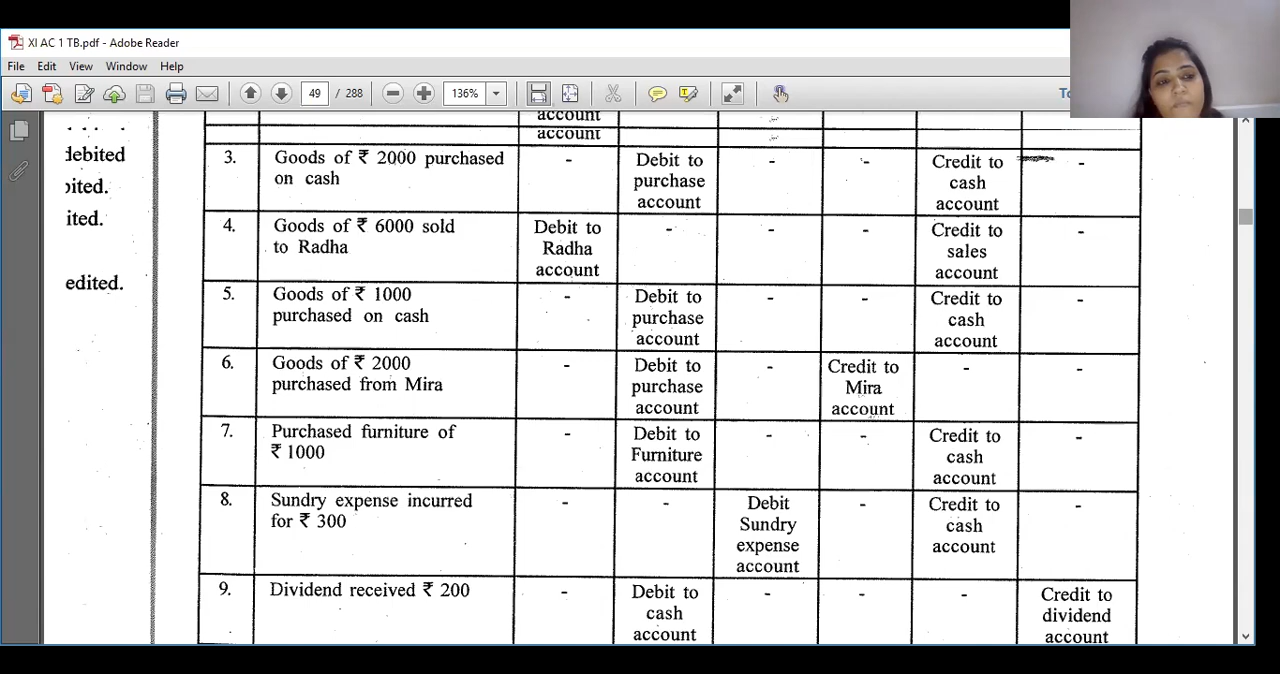 XI AC 1 TB.pdf - Adobe Reader
File Edit View Window Help
49 / 288 136% To
account
account
debited
ited.
edited.
3. Goods of ₹ 2000 purchased on cash - Debit to purchase account - - Credit to cash account -
4. Goods of ₹ 6000 sold to Radha Debit to Radha account - - - Credit to sales account -
5. Goods of ₹ 1000 purchased on cash - Debit to purchase account - - Credit to cash account -
6. Goods of ₹ 2000 purchased from Mira - Debit to purchase account - Credit to Mira account - -
7. Purchased furniture of ₹ 1000 - Debit to Furniture account - - Credit to cash account -
8. Sundry expense incurred for ₹ 300 - - Debit Sundry expense account - Credit to cash account -
9. Dividend received ₹ 200 - Debit to cash account - - - Credit to dividend account